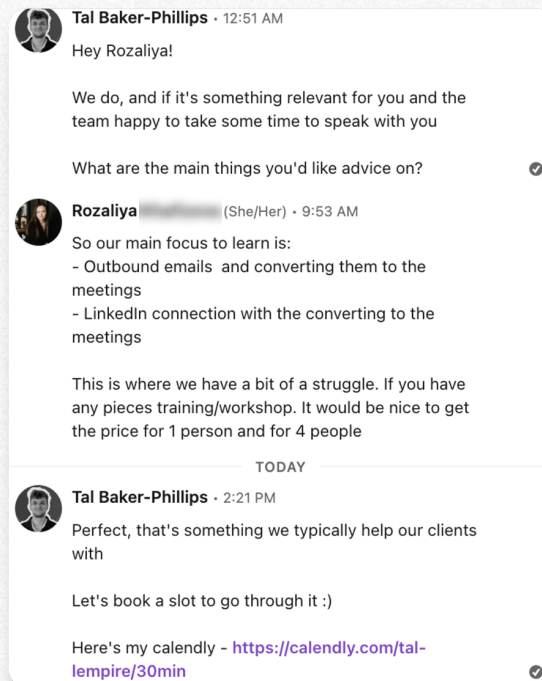 Tal Baker-Phillips • 12:51 AM
Hey Rozaliya!
We do, and if it's something relevant for you and the
team happy to take some time to speak with you
What are the main things you'd like advice on?
Rozaliya (She/Her) • 9:53 AM
So our main focus to learn is:
- Outbound emails  and converting them to the
meetings
- LinkedIn connection with the converting to the
meetings
This is where we have a bit of a struggle. If you have
any pieces training/workshop. It would be nice to get
the price for 1 person and for 4 people
TODAY
Tal Baker-Phillips • 2:21 PM
Perfect, that's something we typically help our clients
with
Let's book a slot to go through it :)
Here's my calendly - https://calendly.com/tal-
lempire/30min